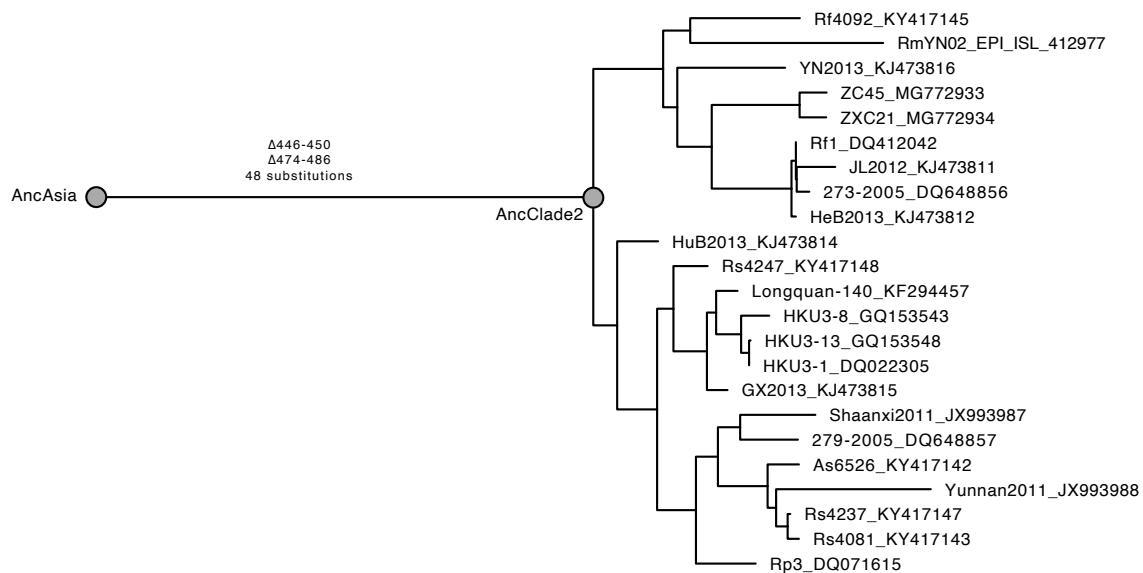 Rf4092_KY417145
RmYN02_EPI_ISL_412977
YN2013_KJ473816
ZC45_MG772933
ZXC21_MG772934
Δ446-450
Rf1_DQ412042
Δ474-486
JL2012_KJ473811
48 substitutions
AncAsia
273-2005_DQ648856
AncClade2
HeB2013_KJ473812
HuB2013_KJ473814
Rs4247_KY417148
Longquan-140_KF294457
HKU3-8_GQ153543
HKU3-13_GQ153548
HKU3-1_DQ022305
GX2013_KJ473815
Shaanxi2011_JX993987
279-2005_DQ648857
As6526_KY417142
Yunnan2011_JX993988
Rs4237_KY417147
Rs4081_KY417143
Rp3_DQ071615